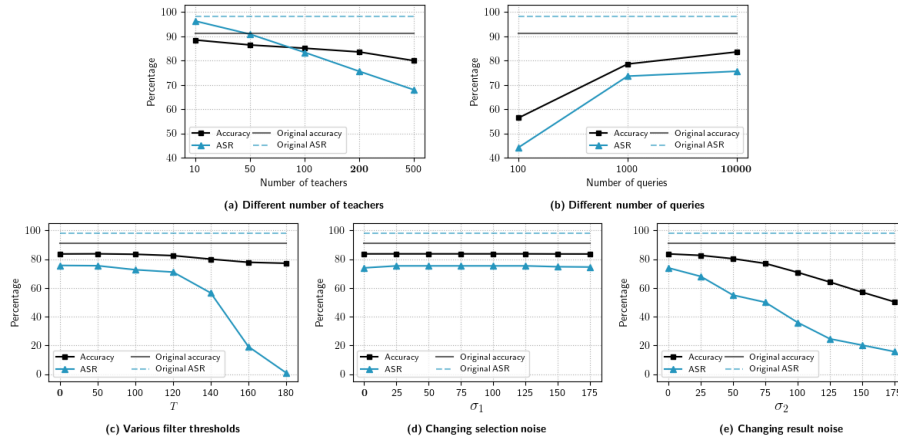 100
90
80
70
60
50
40
Percentage
Accuracy
ASR
Original accuracy
Original ASR
10 50 100 200 500
Number of teachers
(a) Different number of teachers
100
90
80
70
60
50
40
Percentage
Accuracy
ASR
Original accuracy
Original ASR
100 1000 10000
Number of queries
(b) Different number of queries
100
80
60
40
20
0
Percentage
Accuracy
ASR
Original accuracy
Original ASR
0 50 100 120 140 160 180
T
(c) Various filter thresholds
100
80
60
40
20
0
Percentage
Accuracy
ASR
Original accuracy
Original ASR
0 25 50 75 100 125 150 175
σ1
(d) Changing selection noise
100
80
60
40
20
0
Percentage
Accuracy
ASR
Original accuracy
Original ASR
0 25 50 75 100 125 150 175
σ2
(e) Changing result noise